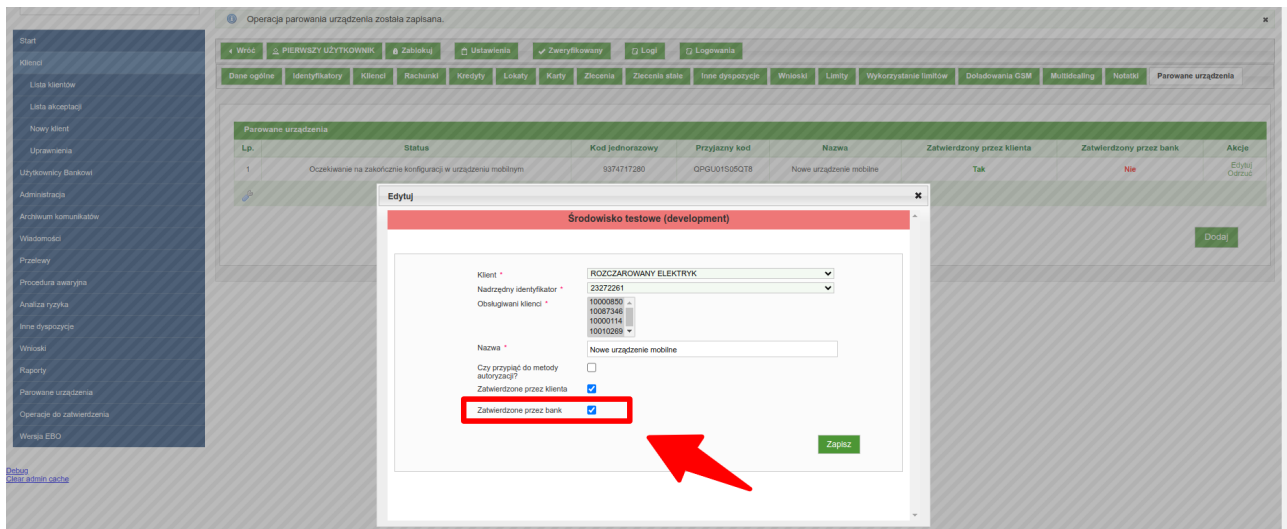 Operacja parowania urządzenia została zapisana.
Start
Klienci
Lista klientów
Lista akceptacji
Nowy klient
Uprawnienia
Użytkownicy Bankowi
Administracja
Archiwum komunikatów
Wiadomości
Przelewy
Procedura awaryjna
Analiza ryzyka
Inne dyspozycje
Wnioski
Raporty
Parowane urządzenia
Operacje do zatwierdzenia
Wersja EBO
Debug
Clear admin cache
Wróć PIERWSZY UŻYTKOWNIK Zablokuj Ustawienia Zweryfikowany Logi Logowania
Dane ogólne Identyfikatory Klienci Rachunki Kredyty Lokaty Karty Zlecenia Zlecenia stałe Inne dyspozycje Wnioski Limity Wykorzystanie limitów Doładowania GSM Multidealing Notatki Parowane urządzenia
Parowane urządzenia
Lp. Status Kod jednorazowy Przyjazny kod Nazwa Zatwierdzony przez klienta Zatwierdzony przez bank Akcje
1 Oczekiwanie na zakończnie konfiguracji w urządzeniu mobilnym 9374717280 QPGU01S05QT8 Nowe urządzenie mobilne Tak Nie Edytuj
Odrzuć
Dodaj
Edytuj
Środowisko testowe (development)
Klient * ROZCZAROWANY ELEKTRYK
Nadrzędny identyfikator * 23272261
Obsługiwani klienci * 10000850
10087346
10000114
10010269
Nazwa * Nowe urządzenie mobilne
Czy przypiąć do metody
autoryzacji?
Zatwierdzone przez klienta
Zatwierdzone przez bank
Zapisz